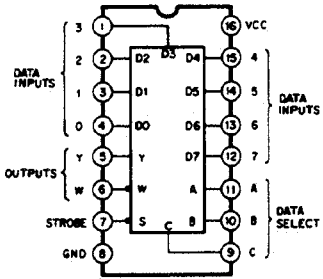 3 1 16 VCC
D3
2 2 D2 D4 15 4
DATA INPUTS
1 3 D1 D5 14 5
DATA INPUTS
0 4 D0 D6 13 6
Y 5 Y D7 12 7
OUTPUTS
W 6 W A 11 A
STROBE 7 S B 10 B
DATA SELECT
C
GND 8 9 C